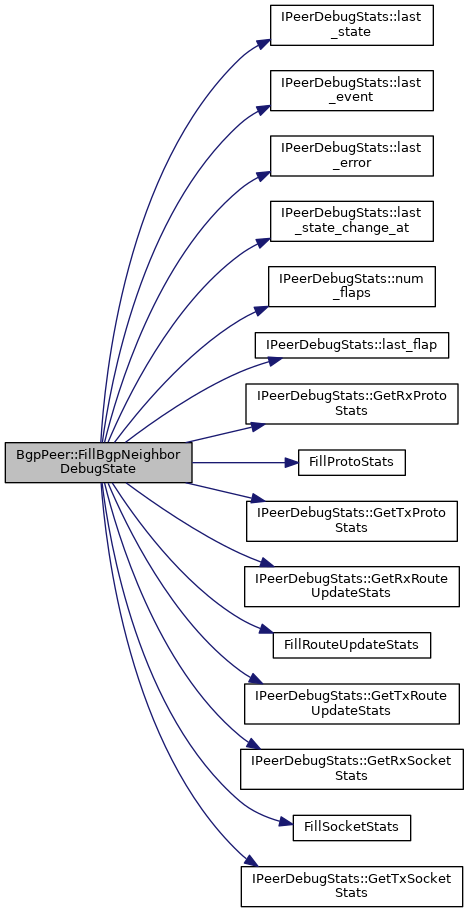 IPeerDebugStats::last
_state
IPeerDebugStats::last
_event
IPeerDebugStats::last
_error
IPeerDebugStats::last
_state_change_at
IPeerDebugStats::num
_flaps
IPeerDebugStats::last_flap
IPeerDebugStats::GetRxProto
Stats
BgpPeer::FillBgpNeighbor
DebugState
FillProtoStats
IPeerDebugStats::GetTxProto
Stats
IPeerDebugStats::GetRxRoute
UpdateStats
FillRouteUpdateStats
IPeerDebugStats::GetTxRoute
UpdateStats
IPeerDebugStats::GetRxSocket
Stats
FillSocketStats
IPeerDebugStats::GetTxSocket
Stats